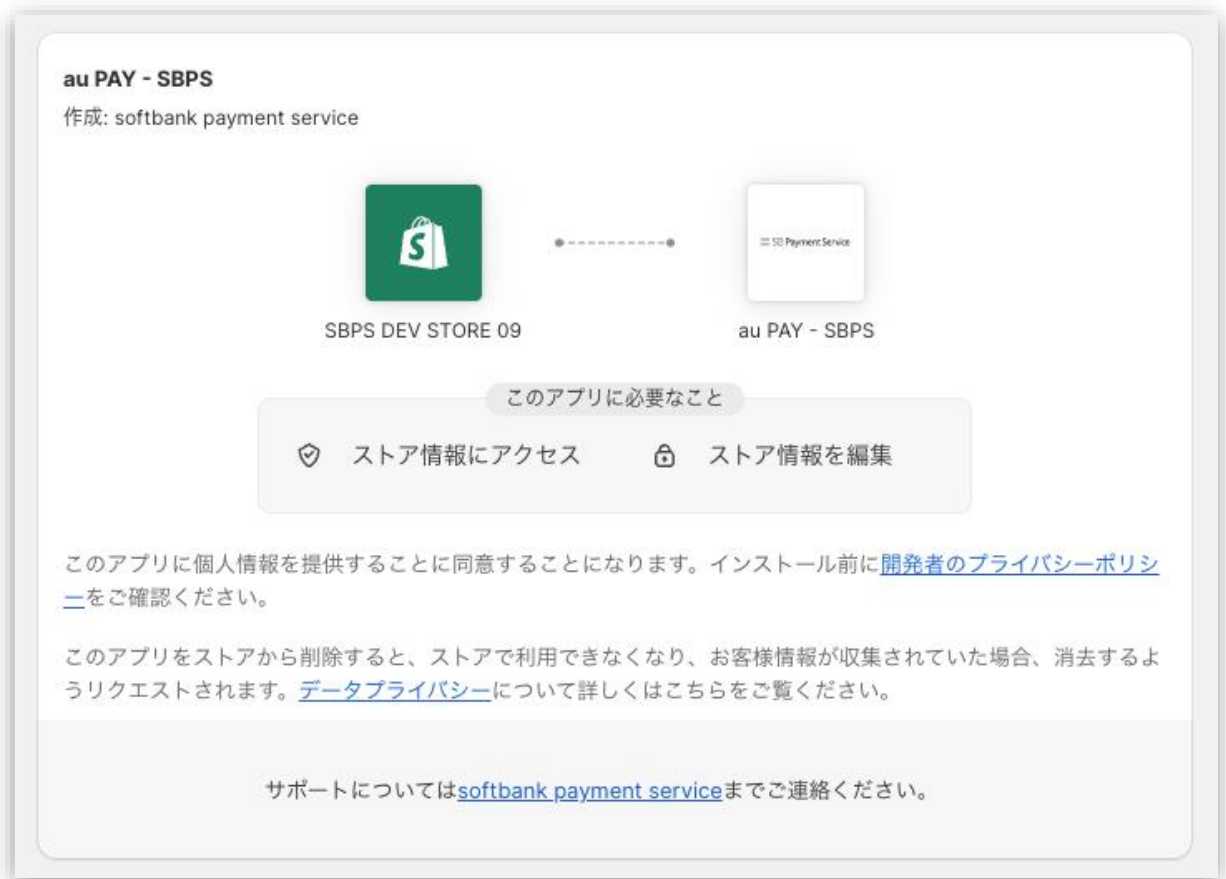 au PAY - SBPS
作成: softbank payment service
S
SB Payment Service
SBPS DEV STORE 09
au PAY - SBPS
このアプリに必要なこと
ストア情報にアクセス
ストア情報を編集
このアプリに個人情報を提供することに同意することになります。インストール前に開発者のプライバシーポリシ
ーをご確認ください。
このアプリをストアから削除すると、ストアで利用できなくなり、お客様情報が収集されていた場合、消去するよ
うリクエストされます。データプライバシーについて詳しくはこちらをご覧ください。
サポートについてはsoftbank payment serviceまでご連絡ください。